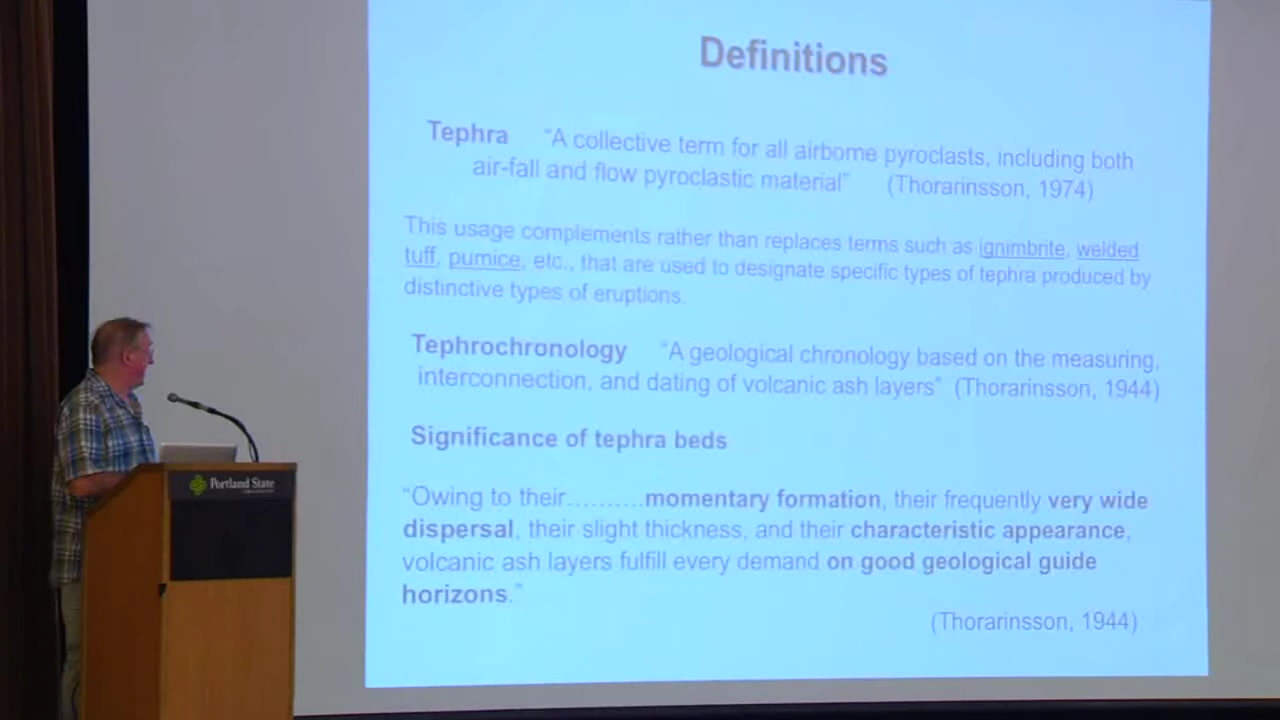 Definitions
Tephra "A collective term for all airborne pyroclasts, including both
air-fall and flow pyroclastic material" (Thorarinsson, 1974)
This usage complements rather than replaces terms such as ignimbrite, welded
tuff, pumice, etc., that are used to designate specific types of tephra produced by
distinctive types of eruptions.
Tephrochronology "A geological chronology based on the measuring,
interconnection, and dating of volcanic ash layers" (Thorarinsson, 1944)
Significance of tephra beds
"Owing to their..........momentary formation, their frequently very wide
dispersal, their slight thickness, and their characteristic appearance,
volcanic ash layers fulfill every demand on good geological guide
horizons."
(Thorarinsson, 1944)
Portland State